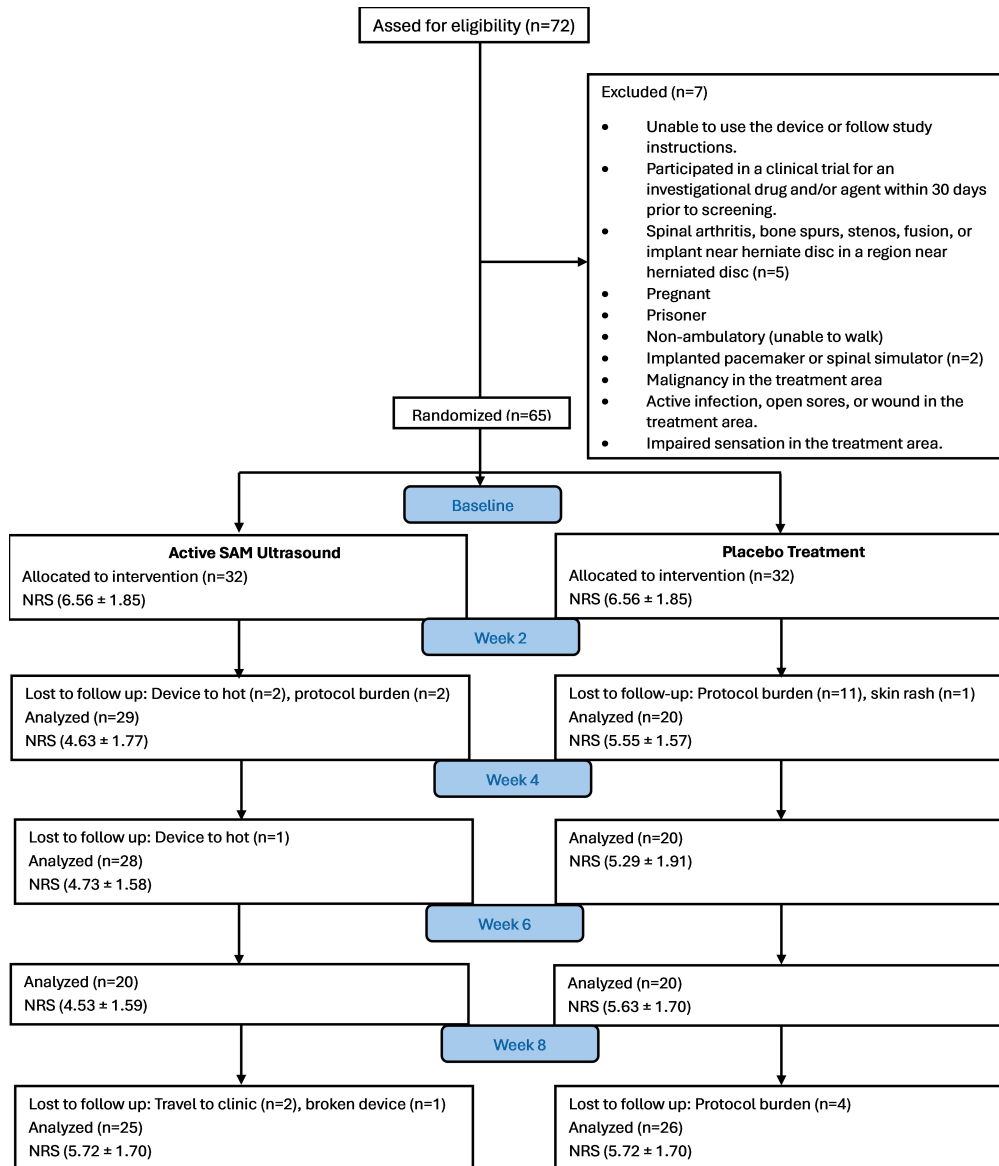 Assed for eligibility (n=72)
Excluded (n=7)
• Unable to use the device or follow study
instructions.
• Participated in a clinical trial for an
investigational drug and/or agent within 30 days
prior to screening.
• Spinal arthritis, bone spurs, stenos, fusion, or
implant near herniate disc in a region near
herniated disc (n=5)
• Pregnant
• Prisoner
• Non-ambulatory (unable to walk)
• Implanted pacemaker or spinal simulator (n=2)
• Malignancy in the treatment area
• Active infection, open sores, or wound in the
treatment area.
• Impaired sensation in the treatment area.
Randomized (n=65)
Baseline
Active SAM Ultrasound
Allocated to intervention (n=32)
NRS (6.56 ± 1.85)
Placebo Treatment
Allocated to intervention (n=32)
NRS (6.56 ± 1.85)
Week 2
Lost to follow up: Device to hot (n=2), protocol burden (n=2)
Analyzed (n=29)
NRS (4.63 ± 1.77)
Lost to follow-up: Protocol burden (n=11), skin rash (n=1)
Analyzed (n=20)
NRS (5.55 ± 1.57)
Week 4
Lost to follow up: Device to hot (n=1)
Analyzed (n=28)
NRS (4.73 ± 1.58)
Analyzed (n=20)
NRS (5.29 ± 1.91)
Week 6
Analyzed (n=20)
NRS (4.53 ± 1.59)
Analyzed (n=20)
NRS (5.63 ± 1.70)
Week 8
Lost to follow up: Travel to clinic (n=2), broken device (n=1)
Analyzed (n=25)
NRS (5.72 ± 1.70)
Lost to follow up: Protocol burden (n=4)
Analyzed (n=26)
NRS (5.72 ± 1.70)